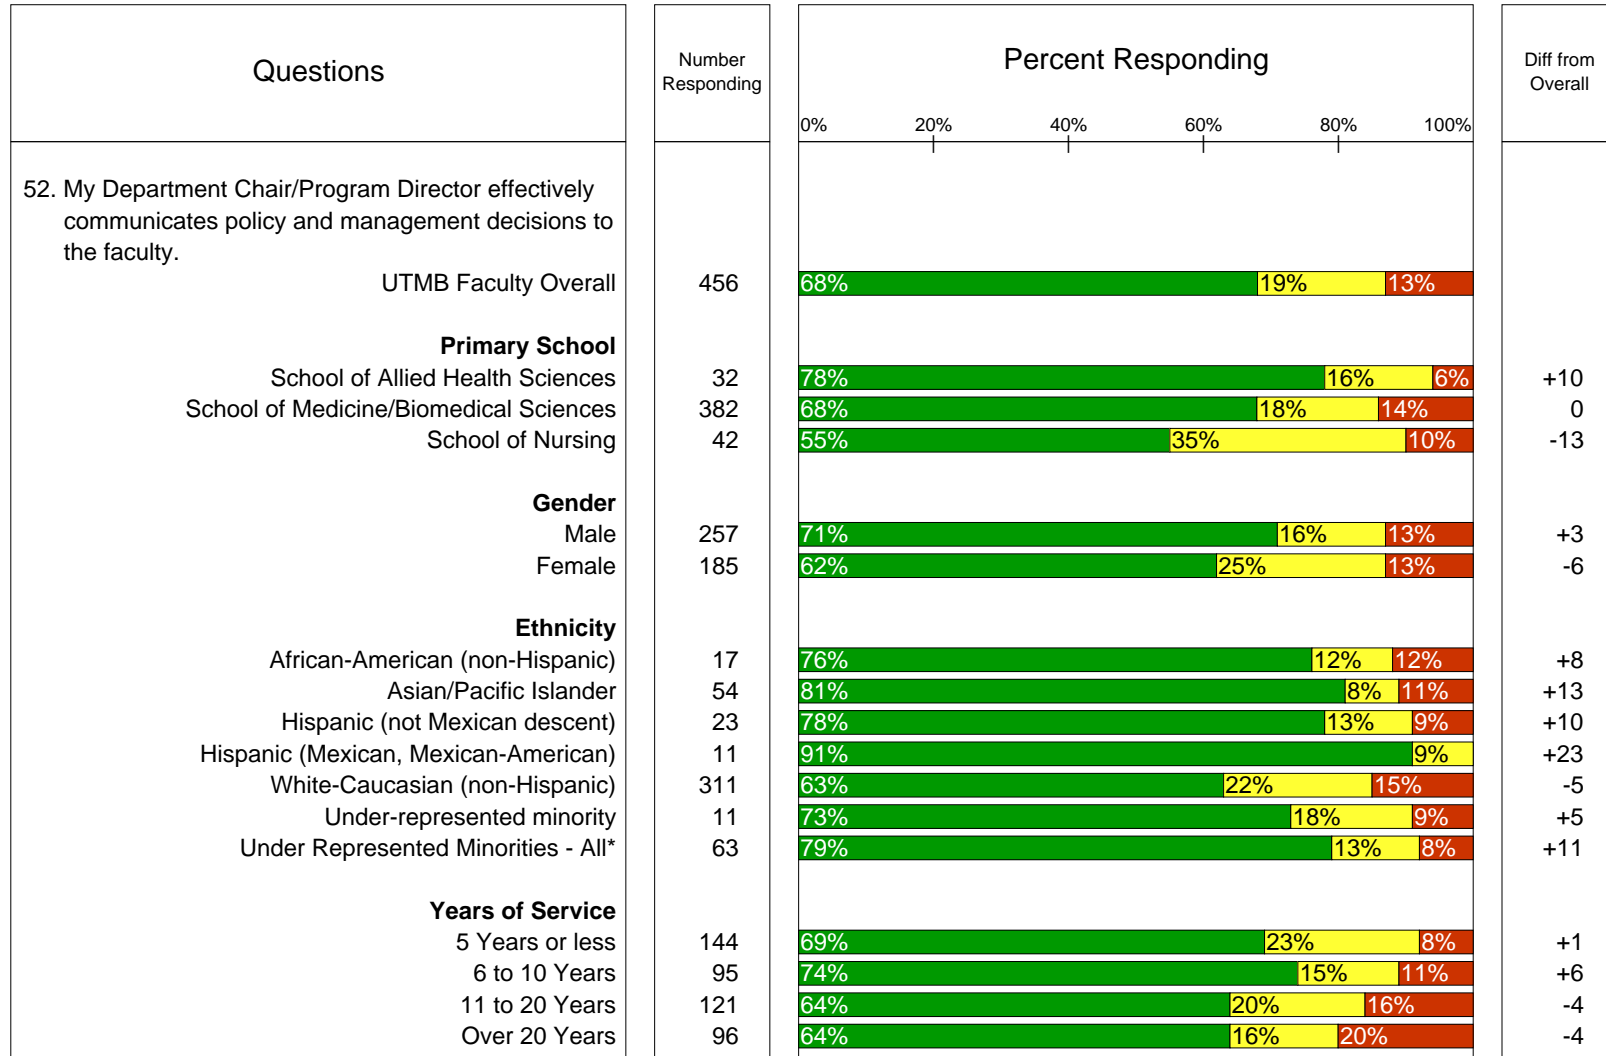 Questions
Number
Responding
Percent Responding
Diff from
Overall
0% 20% 40% 60% 80% 100%
52. My Department Chair/Program Director effectively
communicates policy and management decisions to
the faculty.
UTMB Faculty Overall 456 68% 19% 13%
Primary School
School of Allied Health Sciences 32 78% 16% 6% +10
School of Medicine/Biomedical Sciences 382 68% 18% 14% 0
School of Nursing 42 55% 35% 10% -13
Gender
Male 257 71% 16% 13% +3
Female 185 62% 25% 13% -6
Ethnicity
African-American (non-Hispanic) 17 76% 12% 12% +8
Asian/Pacific Islander 54 81% 8% 11% +13
Hispanic (not Mexican descent) 23 78% 13% 9% +10
Hispanic (Mexican, Mexican-American) 11 91% 9% +23
White-Caucasian (non-Hispanic) 311 63% 22% 15% -5
Under-represented minority 11 73% 18% 9% +5
Under Represented Minorities - All* 63 79% 13% 8% +11
Years of Service
5 Years or less 144 69% 23% 8% +1
6 to 10 Years 95 74% 15% 11% +6
11 to 20 Years 121 64% 20% 16% -4
Over 20 Years 96 64% 16% 20% -4